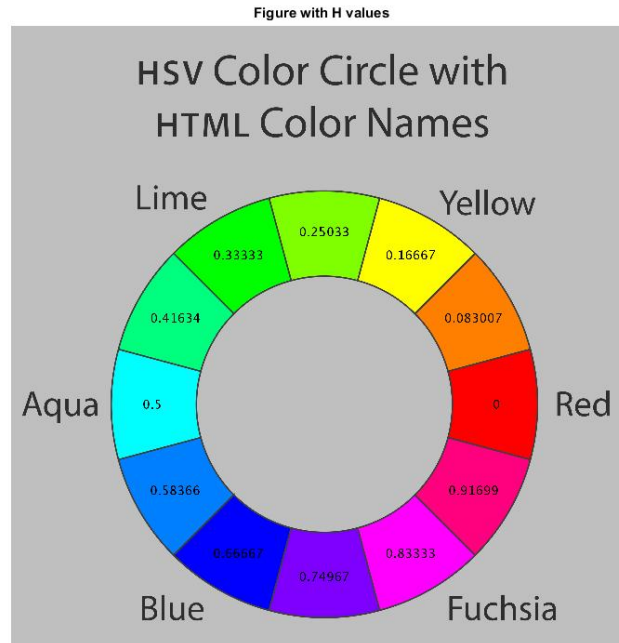 Figure with H values
HSV Color Circle with
HTML Color Names
Lime
Yellow
0.25033
0.33333
0.16667
0.41634
0.083007
Aqua
0.5
0
Red
0.58366
0.91699
0.66667
0.83333
0.74967
Blue
Fuchsia